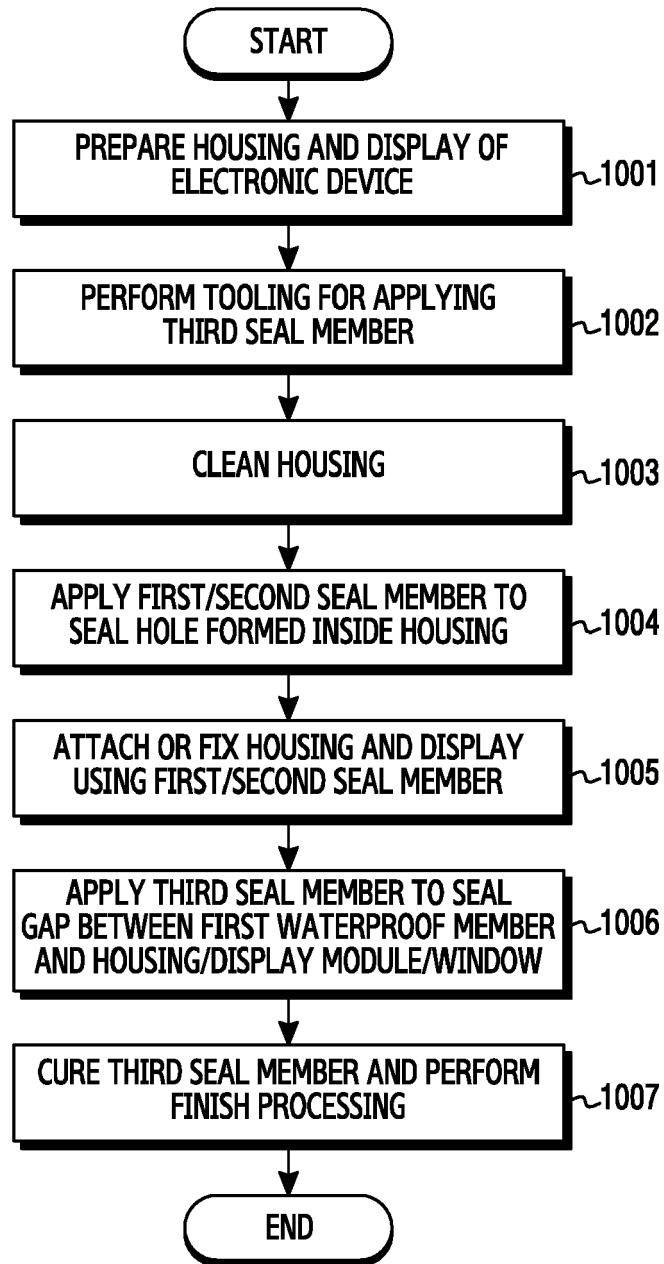 START
PREPARE HOUSING AND DISPLAY OF
ELECTRONIC DEVICE
1001
PERFORM TOOLING FOR APPLYING
THIRD SEAL MEMBER
1002
CLEAN HOUSING
1003
APPLY FIRST/SECOND SEAL MEMBER TO
SEAL HOLE FORMED INSIDE HOUSING
1004
ATTACH OR FIX HOUSING AND DISPLAY
USING FIRST/SECOND SEAL MEMBER
1005
APPLY THIRD SEAL MEMBER TO SEAL
GAP BETWEEN FIRST WATERPROOF MEMBER
AND HOUSING/DISPLAY MODULE/WINDOW
1006
CURE THIRD SEAL MEMBER AND PERFORM
FINISH PROCESSING
1007
END